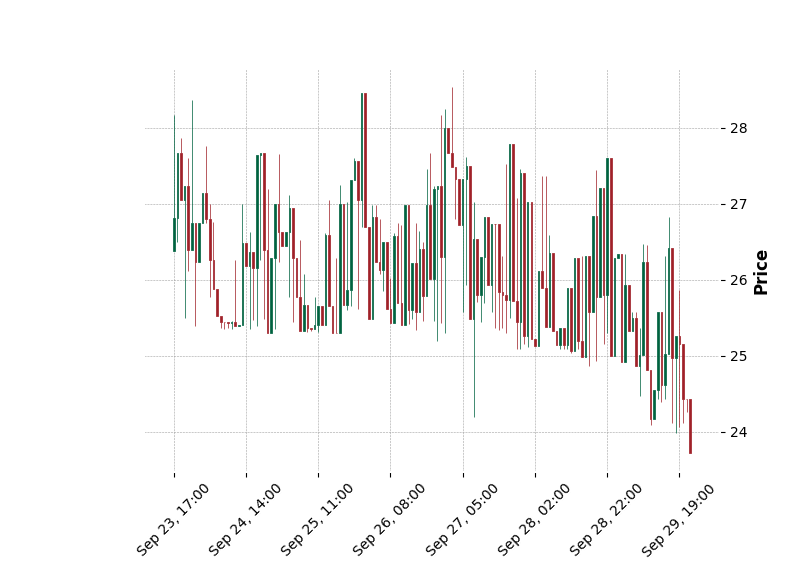 28
27
26
25
24
Price
Sep 23, 17:00
Sep 24, 14:00
Sep 25, 11:00
Sep 26, 08:00
Sep 27, 05:00
Sep 28, 02:00
Sep 28, 22:00
Sep 29, 19:00